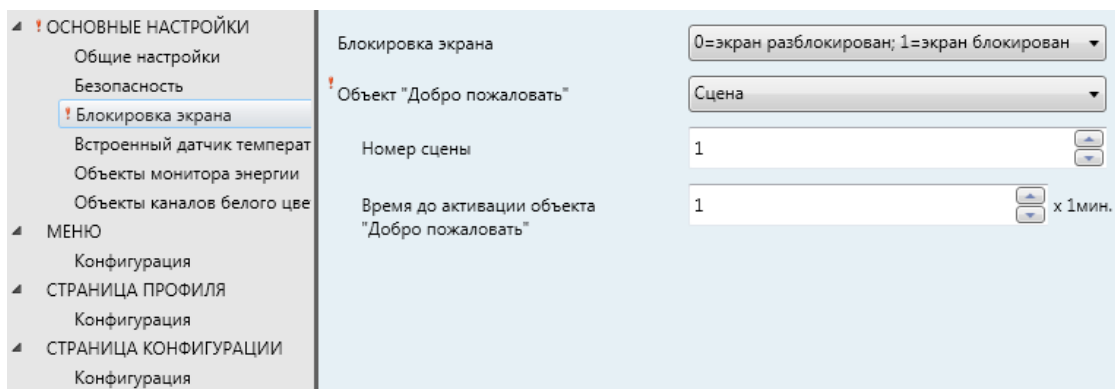 ! ОСНОВНЫЕ НАСТРОЙКИ
Общие настройки
Безопасность
! Блокировка экрана
Встроенный датчик температ
Объекты монитора энергии
Объекты каналов белого цве
МЕНЮ
Конфигурация
СТРАНИЦА ПРОФИЛЯ
Конфигурация
СТРАНИЦА КОНФИГУРАЦИИ
Конфигурация
Блокировка экрана
0=экран разблокирован; 1=экран блокирован
! Объект "Добро пожаловать"
Сцена
Номер сцены
1
Время до активации объекта
"Добро пожаловать"
1
x 1мин.